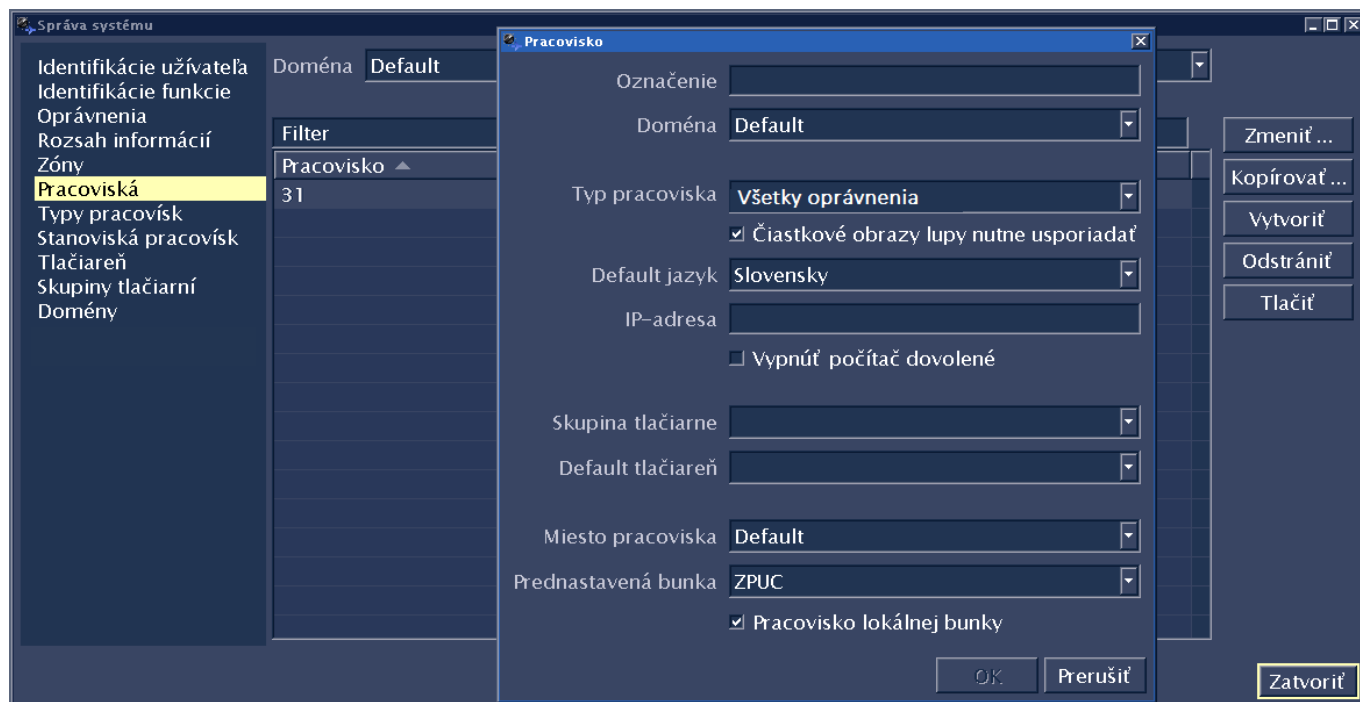 Správa systému
Identifikácie užívateľa
Identifikácie funkcie
Oprávnenia
Rozsah informácií
Zóny
Pracoviská
Typy pracovísk
Stanoviská pracovísk
Tlačiareň
Skupiny tlačiarní
Domény
Doména Default
Filter
Pracovisko
31
Pracovisko
Označenie
Doména Default
Typ pracoviska Všetky oprávnenia
Čiastkové obrazy lupy nutne usporiadať
Default jazyk Slovensky
IP-adresa
Vypnúť počítač dovolené
Skupina tlačiarne
Default tlačiareň
Miesto pracoviska Default
Prednastavená bunka ZPUC
Pracovisko lokálnej bunky
OK Prerušiť
Zmeniť ...
Kopírovať ...
Vytvoriť
Odstrániť
Tlačiť
Zatvoriť